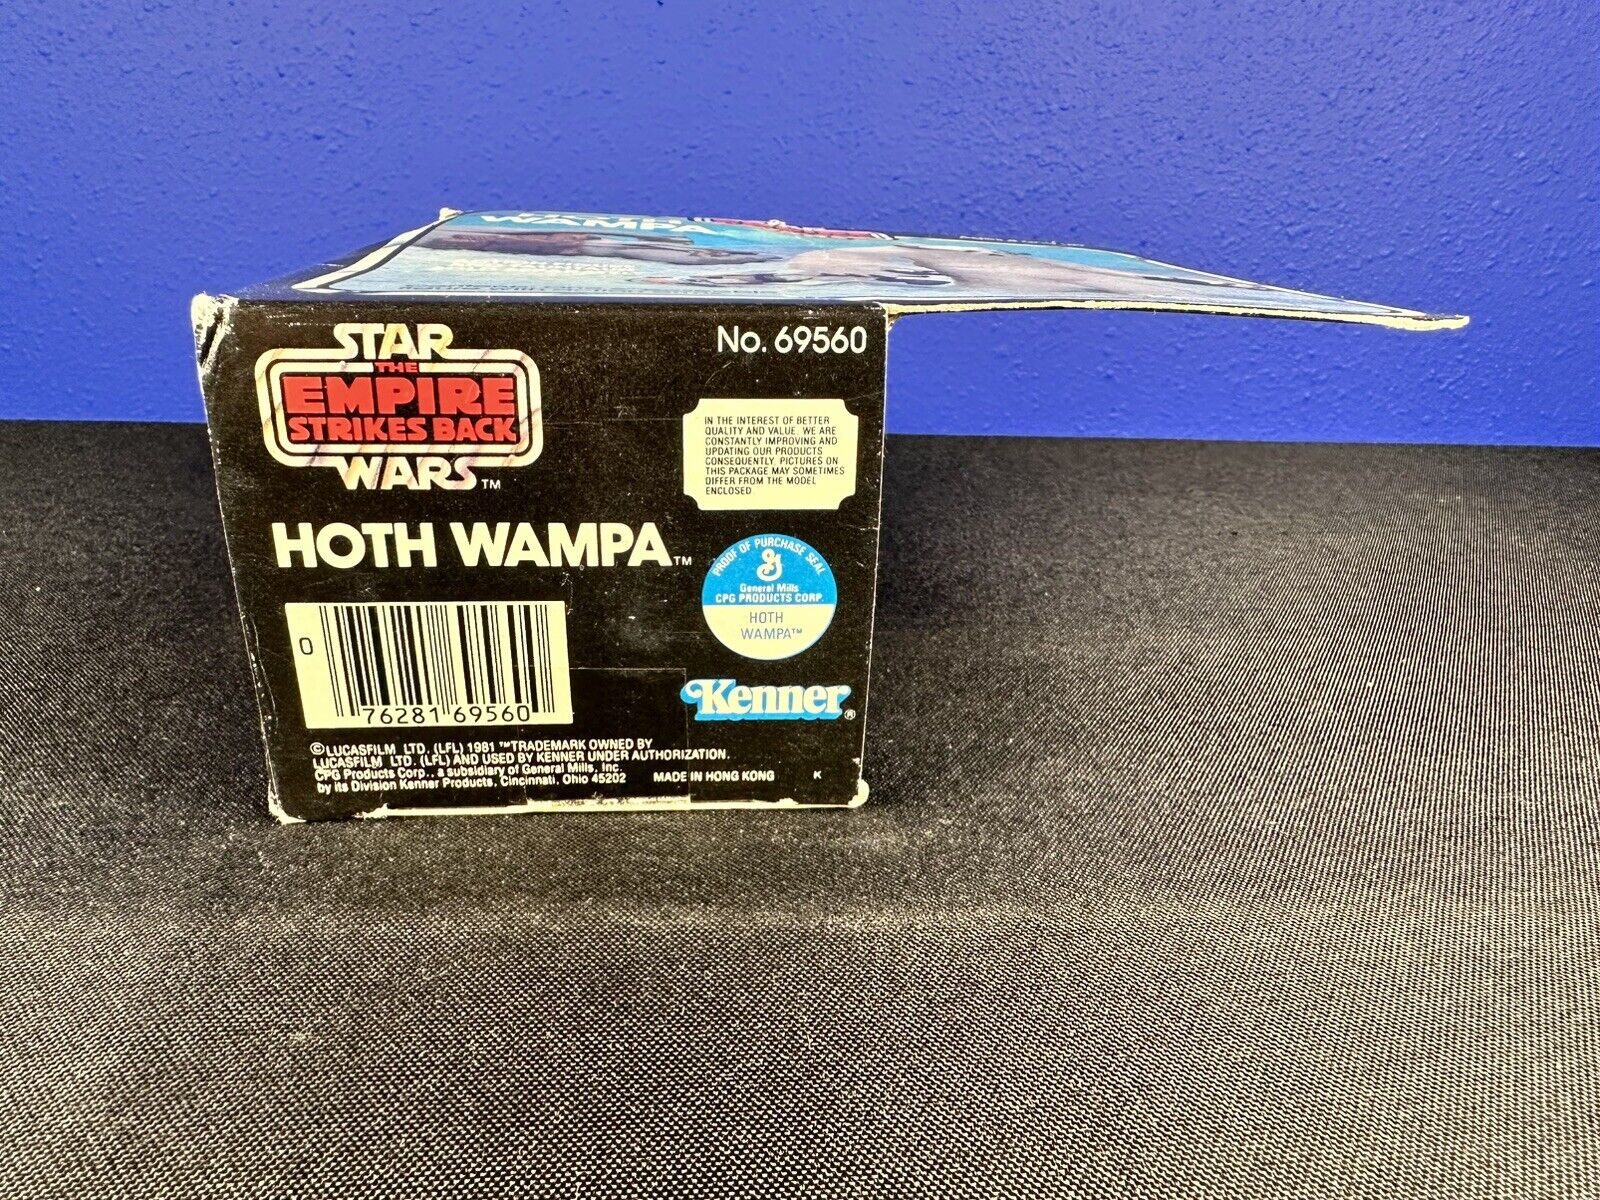 WAMPA
STAR
THE
EMPIRE
STRIKES BACK
WARS™
No. 69560
IN THE INTEREST OF BETTER
QUALITY AND VALUE WE ARE
CONSTANTLY IMPROVING AND
UPDATING OUR PRODUCTS
CONSEQUENTLY, PICTURES ON
THIS PACKAGE MAY SOMETIMES
DIFFER FROM THE MODEL
ENCLOSED
HOTH WAMPA™
PROOF OF PURCHASE SEAL
G
General Mills
CPG PRODUCTS CORP.
HOTH
WAMPA™
0
76281 69560
Kenner®
©LUCASFILM LTD. (LFL) 1981 ™TRADEMARK OWNED BY
LUCASFILM LTD. (LFL) AND USED BY KENNER UNDER AUTHORIZATION.
CPG Products Corp., a subsidiary of General Mills, Inc.
by its Division Kenner Products, Cincinnati, Ohio 45202
MADE IN HONG KONG
K